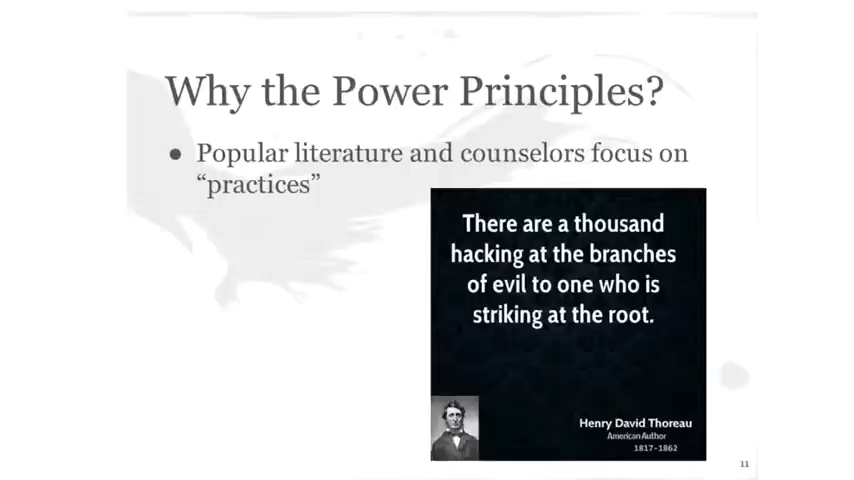 Why the Power Principles?
● Popular literature and counselors focus on
“practices”
There are a thousand
hacking at the branches
of evil to one who is
striking at the root.
Henry David Thoreau
American Author
1817-1862
11